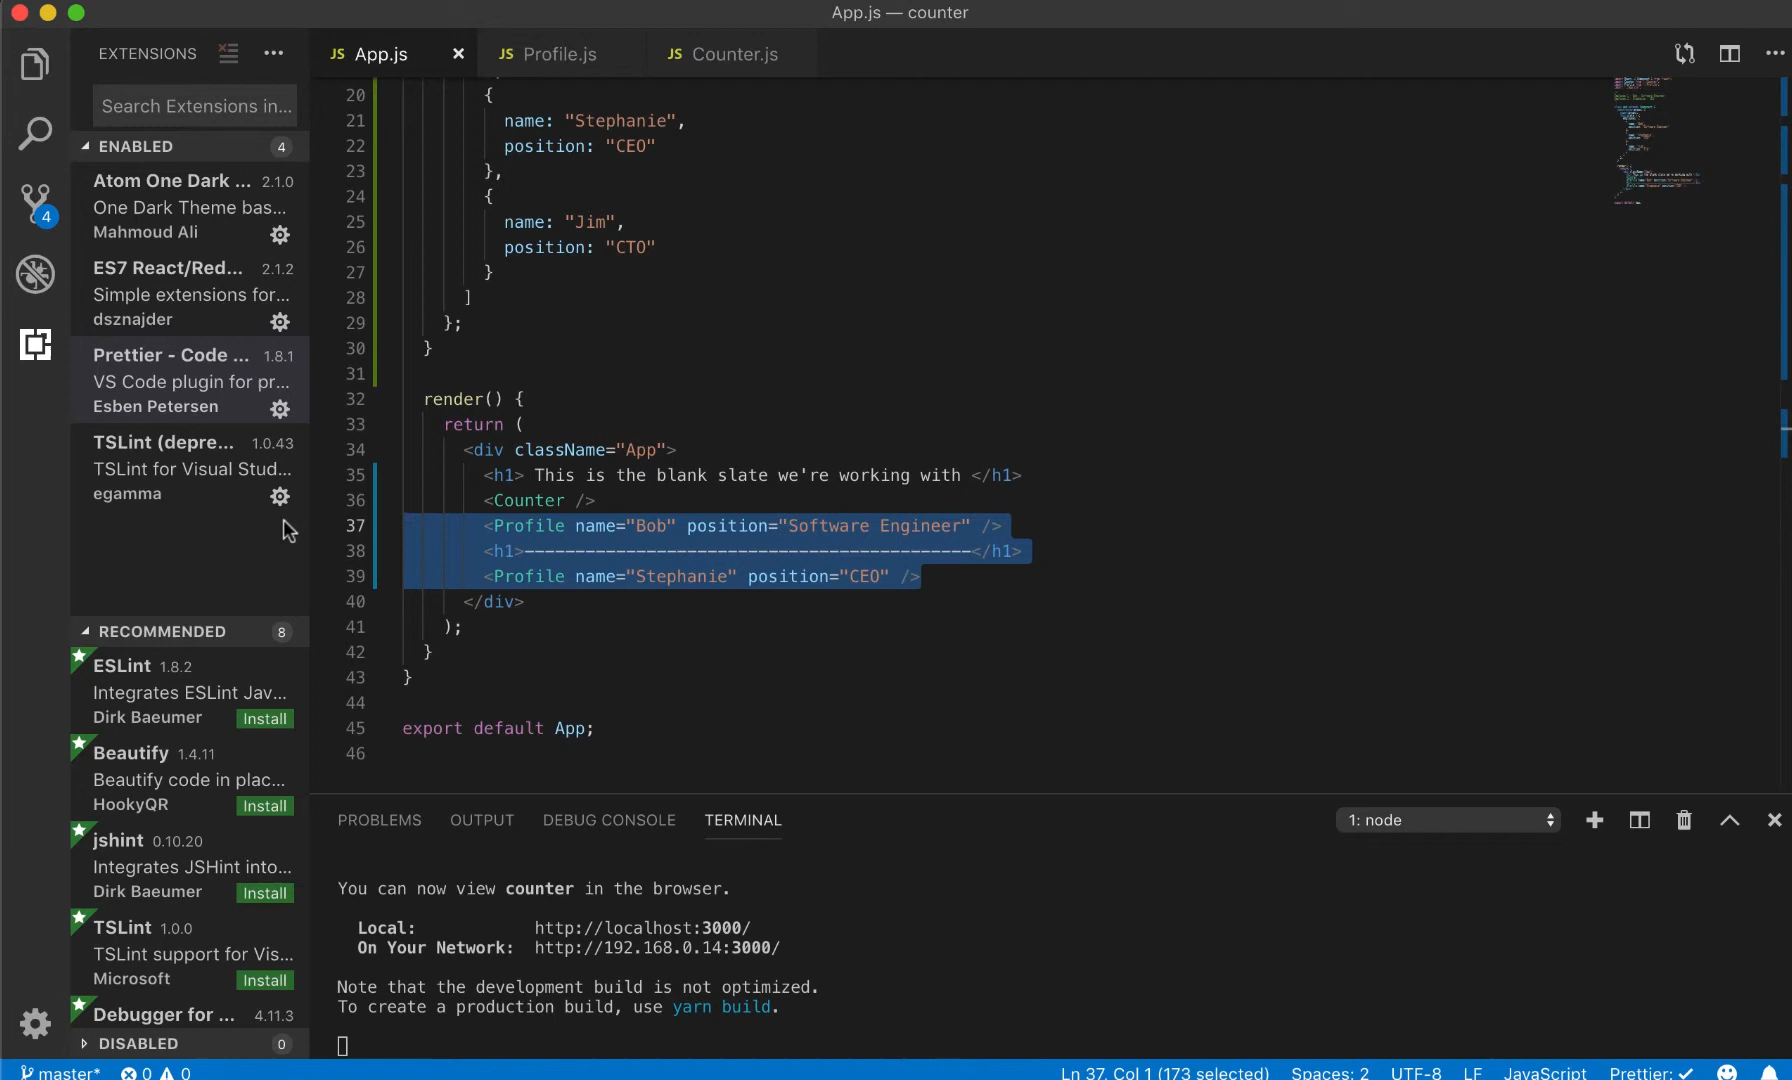 App.js — counter
EXTENSIONS
JS App.js
JS Profile.js
JS Counter.js
Search Extensions in...
ENABLED 4
Atom One Dark ... 2.1.0
One Dark Theme bas...
Mahmoud Ali
ES7 React/Red... 2.1.2
Simple extensions for...
dsznajder
Prettier - Code ... 1.8.1
VS Code plugin for pr...
Esben Petersen
TSLint (depre... 1.0.43
TSLint for Visual Stud...
egamma
4
RECOMMENDED 8
ESLint 1.8.2
Integrates ESLint Jav...
Dirk Baeumer Install
Beautify 1.4.11
Beautify code in plac...
HookyQR Install
jshint 0.10.20
Integrates JSHint into...
Dirk Baeumer Install
TSLint 1.0.0
TSLint support for Vis...
Microsoft Install
Debugger for ... 4.11.3
DISABLED 0
20 {
21 name: "Stephanie",
22 position: "CEO"
23 },
24 {
25 name: "Jim",
26 position: "CTO"
27 }
28 ]
29 };
30 }
31
32 render() {
33 return (
34 <div className="App">
35 <h1> This is the blank slate we're working with </h1>
36 <Counter />
37 <Profile name="Bob" position="Software Engineer" />
38 <h1>--------------------------------------------</h1>
39 <Profile name="Stephanie" position="CEO" />
40 </div>
41 );
42 }
43 }
44
45 export default App;
46
PROBLEMS OUTPUT DEBUG CONSOLE TERMINAL
1: node
You can now view counter in the browser.
Local: http://localhost:3000/
On Your Network: http://192.168.0.14:3000/
Note that the development build is not optimized.
To create a production build, use yarn build.
master* 0 0
Ln 37, Col 1 (173 selected) Spaces: 2 UTF-8 LF JavaScript Prettier: ✓